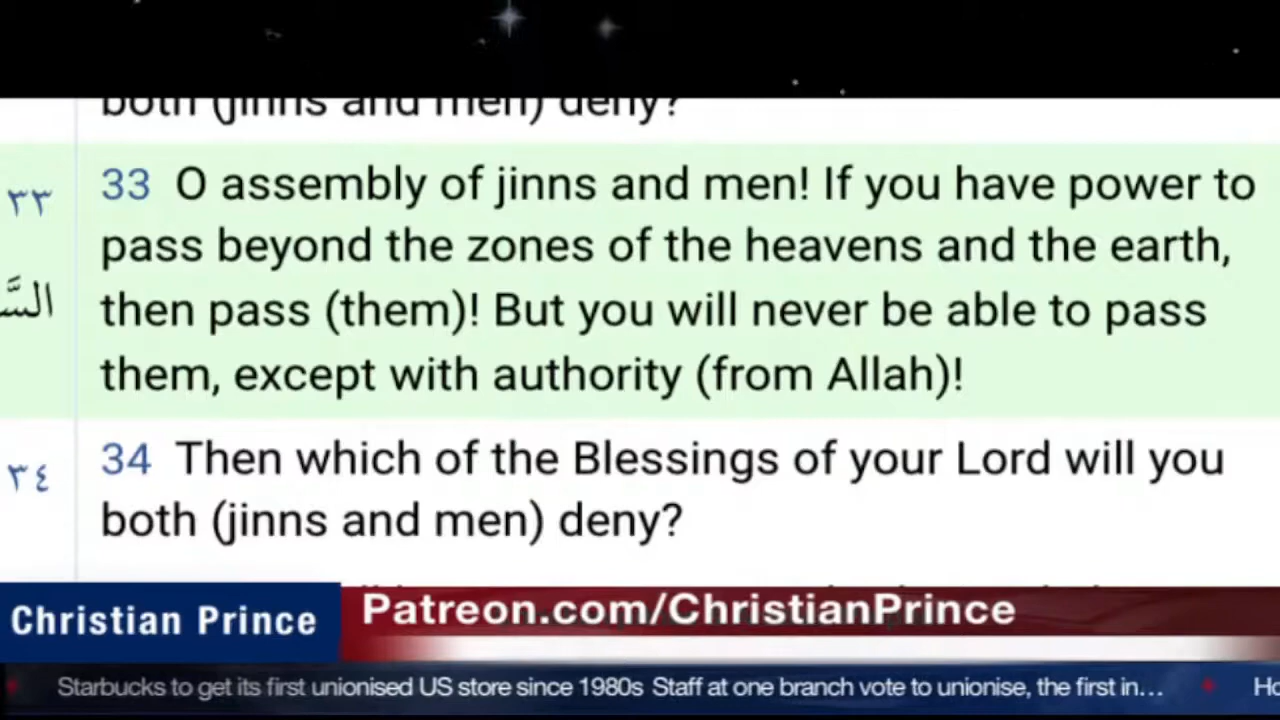 both (jinns and men) deny?
٣٣ 33 O assembly of jinns and men! If you have power to
pass beyond the zones of the heavens and the earth,
السَّ then pass (them)! But you will never be able to pass
them, except with authority (from Allah)!
٣٤ 34 Then which of the Blessings of your Lord will you
both (jinns and men) deny?
Christian Prince
Patreon.com/ChristianPrince
Starbucks to get its first unionised US store since 1980s Staff at one branch vote to unionise, the first in…